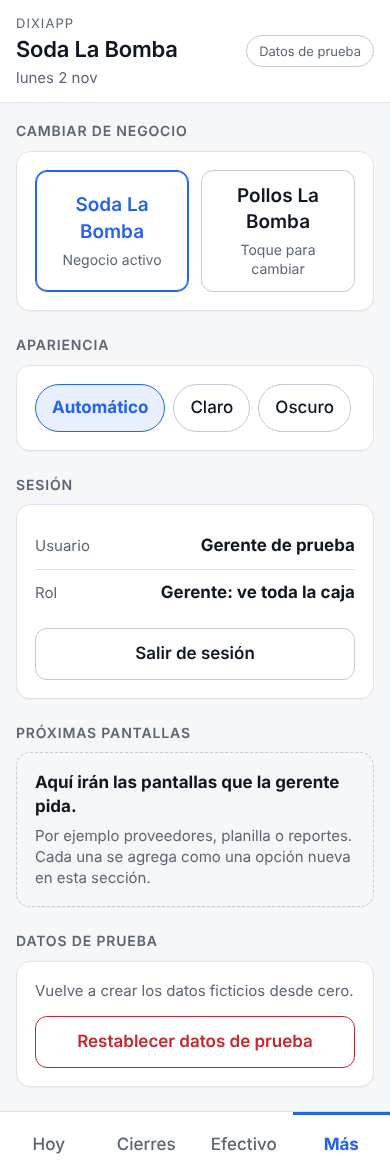 DIXIAPP
Soda La Bomba
Datos de prueba
lunes 2 nov
CAMBIAR DE NEGOCIO
Soda La
Bomba
Negocio activo
Pollos La
Bomba
Toque para
cambiar
APARIENCIA
Automático
Claro
Oscuro
SESIÓN
Usuario
Gerente de prueba
Rol
Gerente: ve toda la caja
Salir de sesión
PRÓXIMAS PANTALLAS
Aquí irán las pantallas que la gerente
pida.
Por ejemplo proveedores, planilla o reportes.
Cada una se agrega como una opción nueva
en esta sección.
DATOS DE PRUEBA
Vuelve a crear los datos ficticios desde cero.
Restablecer datos de prueba
Hoy
Cierres
Efectivo
Más